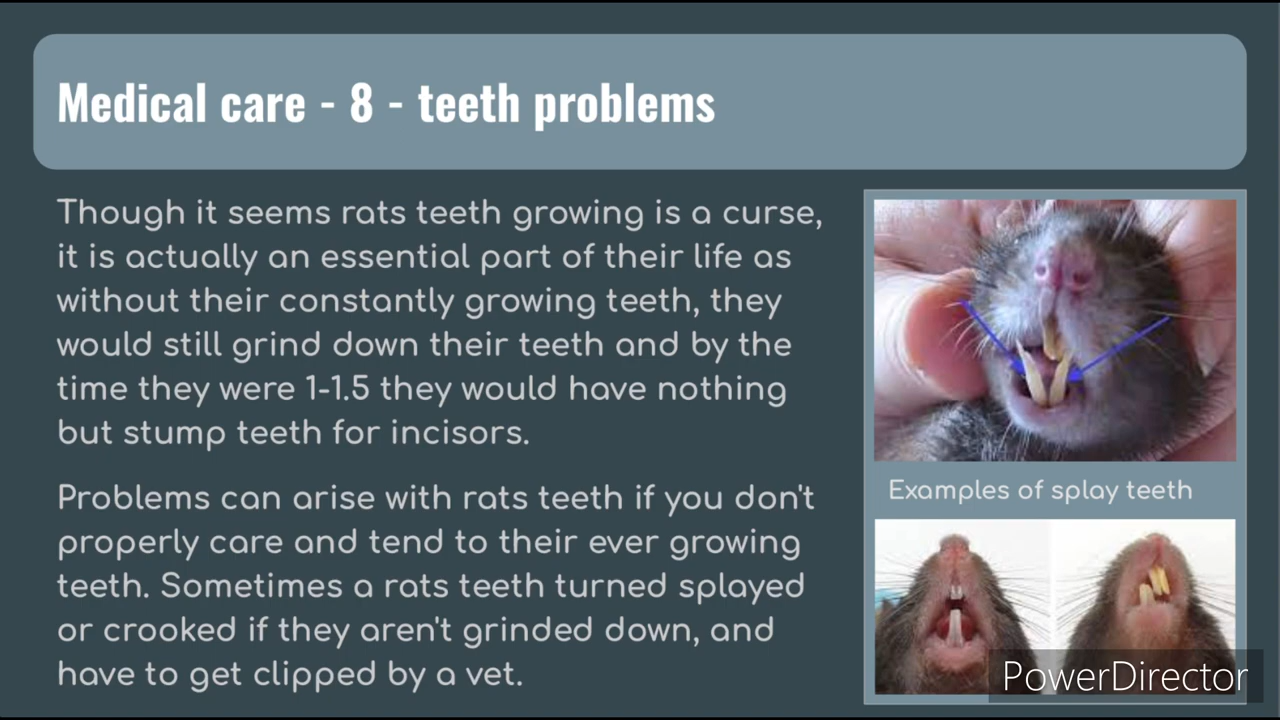 Medical care - 8 - teeth problems
Though it seems rats teeth growing is a curse,
it is actually an essential part of their life as
without their constantly growing teeth, they
would still grind down their teeth and by the
time they were 1-1.5 they would have nothing
but stump teeth for incisors.
Problems can arise with rats teeth if you don't
properly care and tend to their ever growing
teeth. Sometimes a rats teeth turned splayed
or crooked if they aren't grinded down, and
have to get clipped by a vet.
Examples of splay teeth
PowerDirector